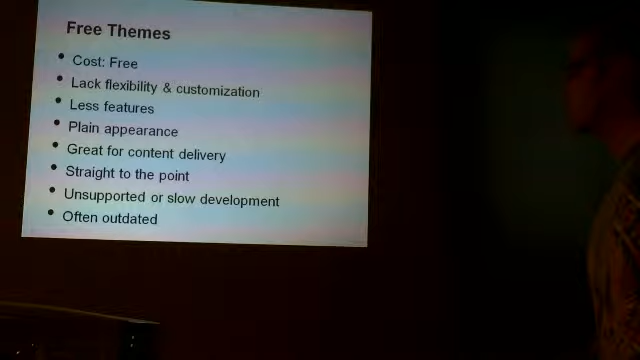 Free Themes
• Cost: Free
• Lack flexibility & customization
• Less features
• Plain appearance
• Great for content delivery
• Straight to the point
• Unsupported or slow development
• Often outdated